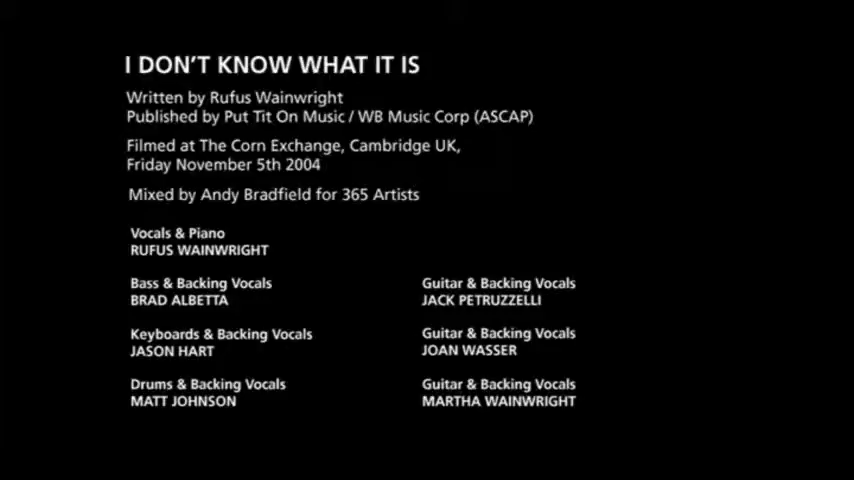 I DON'T KNOW WHAT IT IS
Written by Rufus Wainwright
Published by Put Tit On Music / WB Music Corp (ASCAP)
Filmed at The Corn Exchange, Cambridge UK,
Friday November 5th 2004
Mixed by Andy Bradfield for 365 Artists
Vocals & Piano
RUFUS WAINWRIGHT
Bass & Backing Vocals
BRAD ALBETTA
Guitar & Backing Vocals
JACK PETRUZZELLI
Keyboards & Backing Vocals
JASON HART
Guitar & Backing Vocals
JOAN WASSER
Drums & Backing Vocals
MATT JOHNSON
Guitar & Backing Vocals
MARTHA WAINWRIGHT